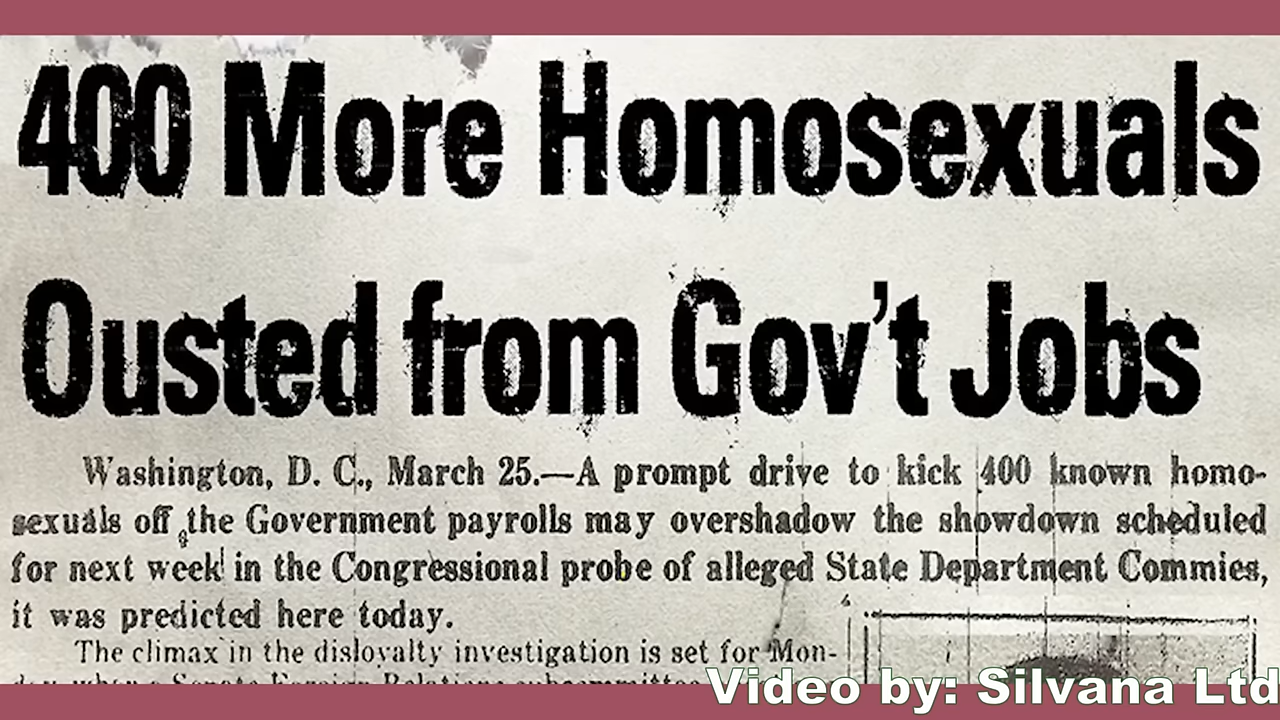 400 More Homosexuals
Ousted from Gov't Jobs
Washington, D. C., March 25.—A prompt drive to kick 400 known homo-
sexuals off the Government payrolls may overshadow the showdown scheduled
for next week in the Congressional probe of alleged State Department Commies,
it was predicted here today.
The climax in the disloyalty investigation is set for Mon-
Video by: Silvana Ltd